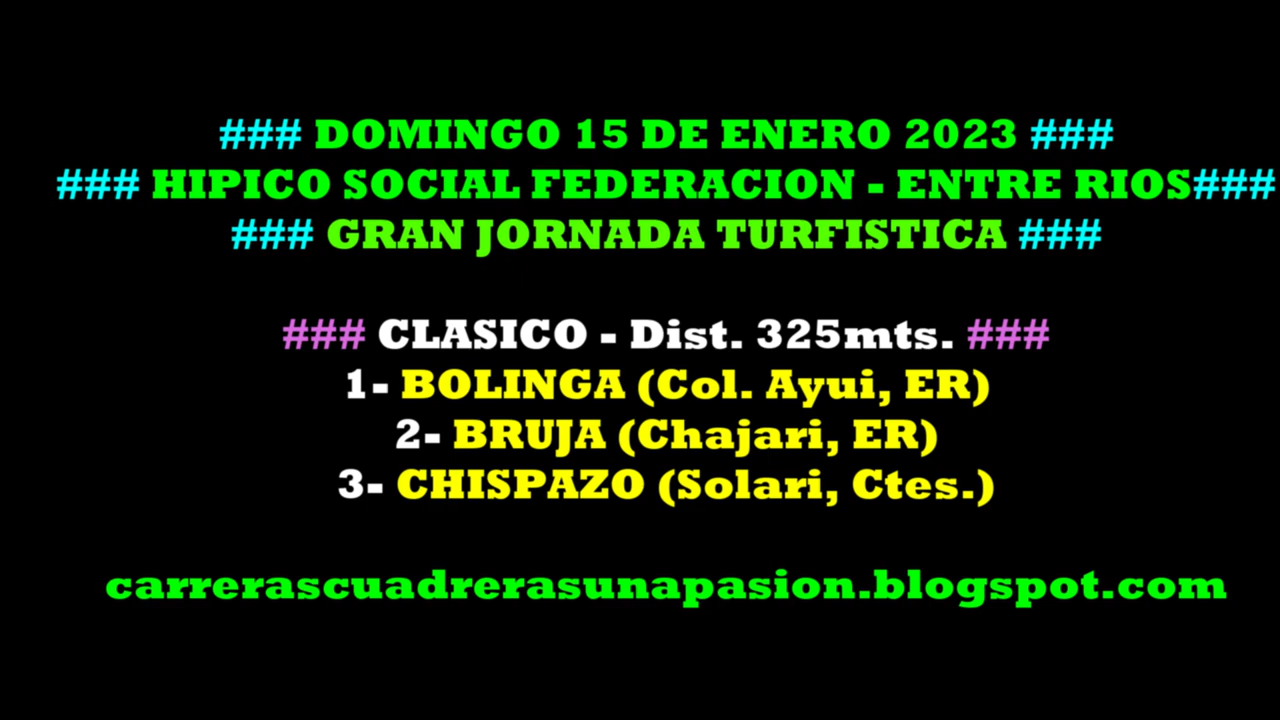 ### DOMINGO 15 DE ENERO 2023 ###
### HIPICO SOCIAL FEDERACION - ENTRE RIOS###
### GRAN JORNADA TURFISTICA ###
### CLASICO - Dist. 325mts. ###
1- BOLINGA (Col. Ayui, ER)
2- BRUJA (Chajari, ER)
3- CHISPAZO (Solari, Ctes.)
carrerascuadrerasunapasion.blogspot.com